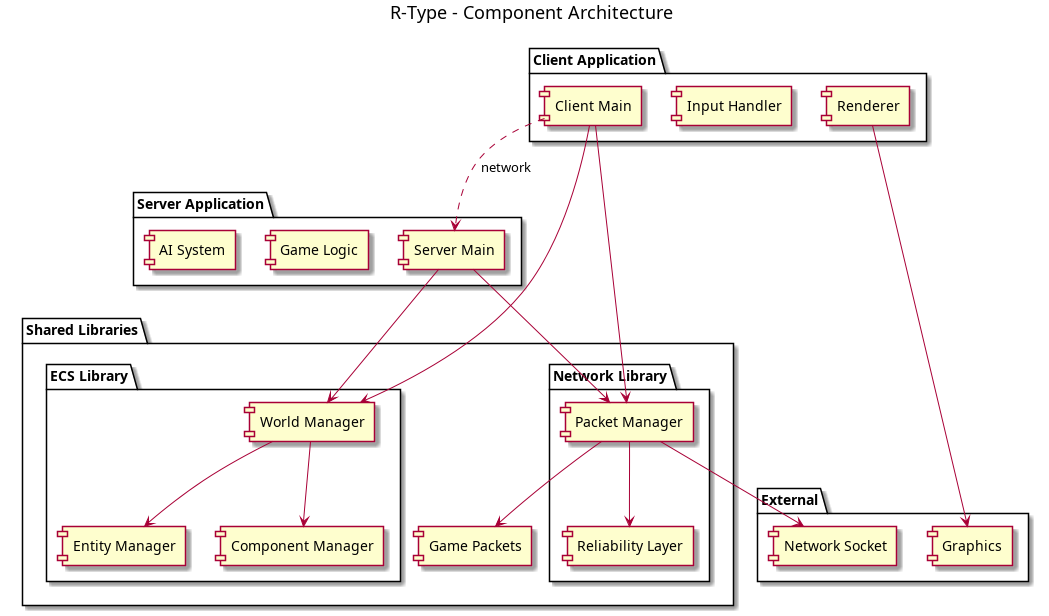 R-Type - Component Architecture
Client Application
Client Main
Input Handler
Renderer
network
Server Application
AI System
Game Logic
Server Main
Shared Libraries
ECS Library
Network Library
World Manager
Packet Manager
External
Entity Manager
Component Manager
Game Packets
Reliability Layer
Network Socket
Graphics